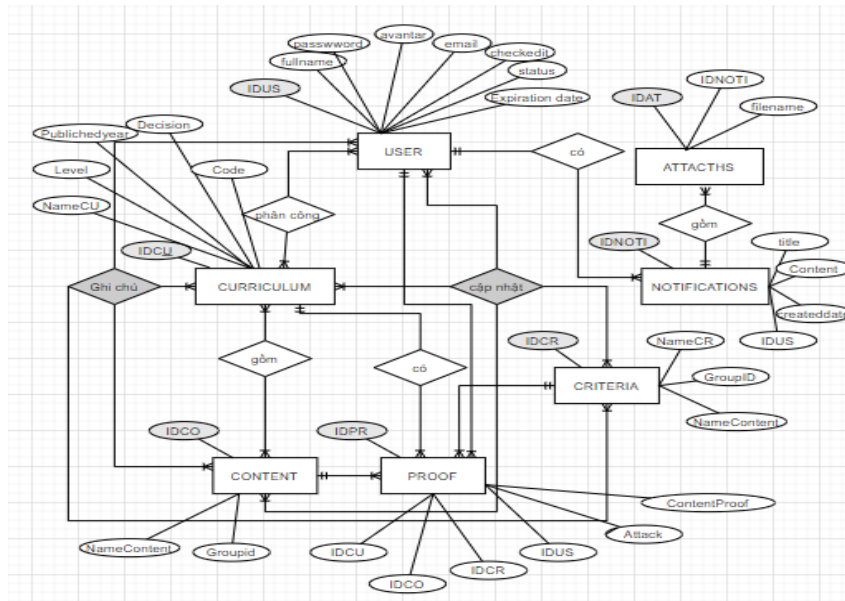 avantar
passwword
email
fullname
checkedit
status
IDUS
Expiration date
IDNOTI
IDAT
filename
Publichedyear
Decision
USER
có
ATTACTHS
Level
Code
NameCU
phân công
gồm
IDCU
IDNOTI
title
Content
createddate
IDUS
Ghi chú
CURRICULUM
cập nhật
NOTIFICATIONS
gồm
có
IDCR
NameCR
CRITERIA
GroupID
NameContent
IDCO
IDPR
CONTENT
PROOF
ContentProof
NameContent
Groupid
IDCU
IDCO
IDCR
IDUS
Attack